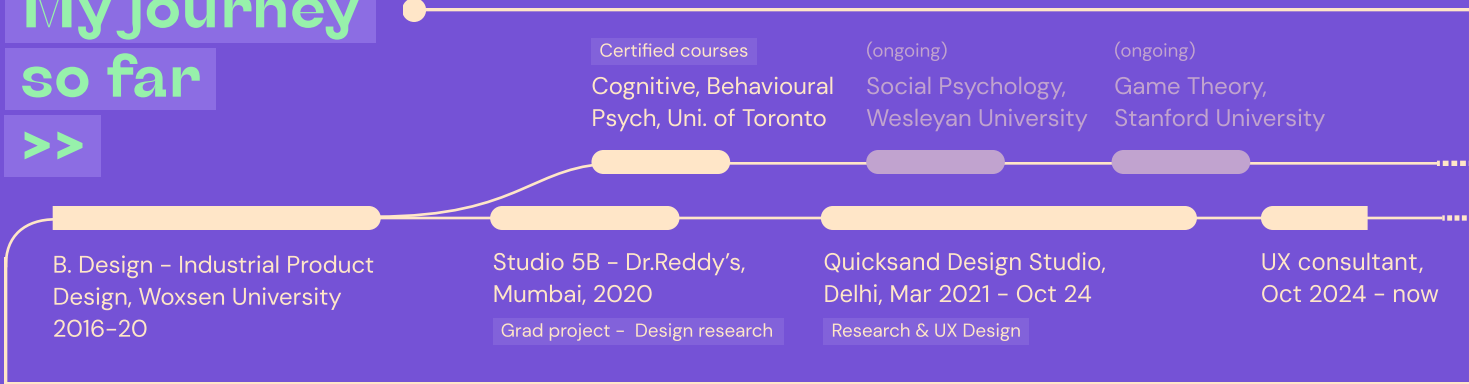 My journey
so far
>>
Certified courses
Cognitive, Behavioural
Psych, Uni. of Toronto
(ongoing)
Social Psychology,
Wesleyan University
(ongoing)
Game Theory,
Stanford University
B. Design - Industrial Product
Design, Woxsen University
2016-20
Studio 5B - Dr.Reddy’s,
Mumbai, 2020
Grad project - Design research
Quicksand Design Studio,
Delhi, Mar 2021 - Oct 24
Research & UX Design
UX consultant,
Oct 2024 - now